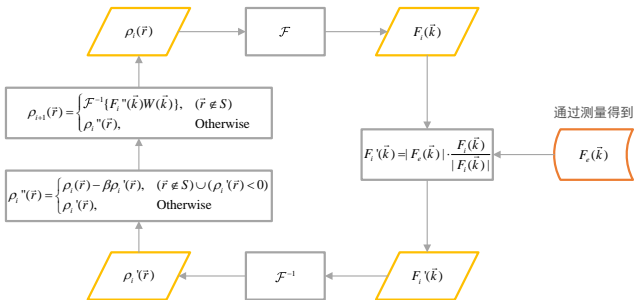 ρ_i(r⃗)
ℱ
F_i(k⃗)
通过测量得到
F_e(k⃗)
F_i'(k⃗)=|F_e(k⃗)|·F_i(k⃗)/|F_i(k⃗)|
F_i'(k⃗)
ℱ⁻¹
ρ_i'(r⃗)
ρ_i''(r⃗)={ρ_i(r⃗)−βρ_i'(r⃗), (r⃗∉S)∪(ρ_i'(r⃗)<0)
ρ_i'(r⃗), Otherwise
ρ_{i+1}(r⃗)={ℱ⁻¹{F_i''(k⃗)W(k⃗)}, (r⃗∉S)
ρ_i''(r⃗), Otherwise